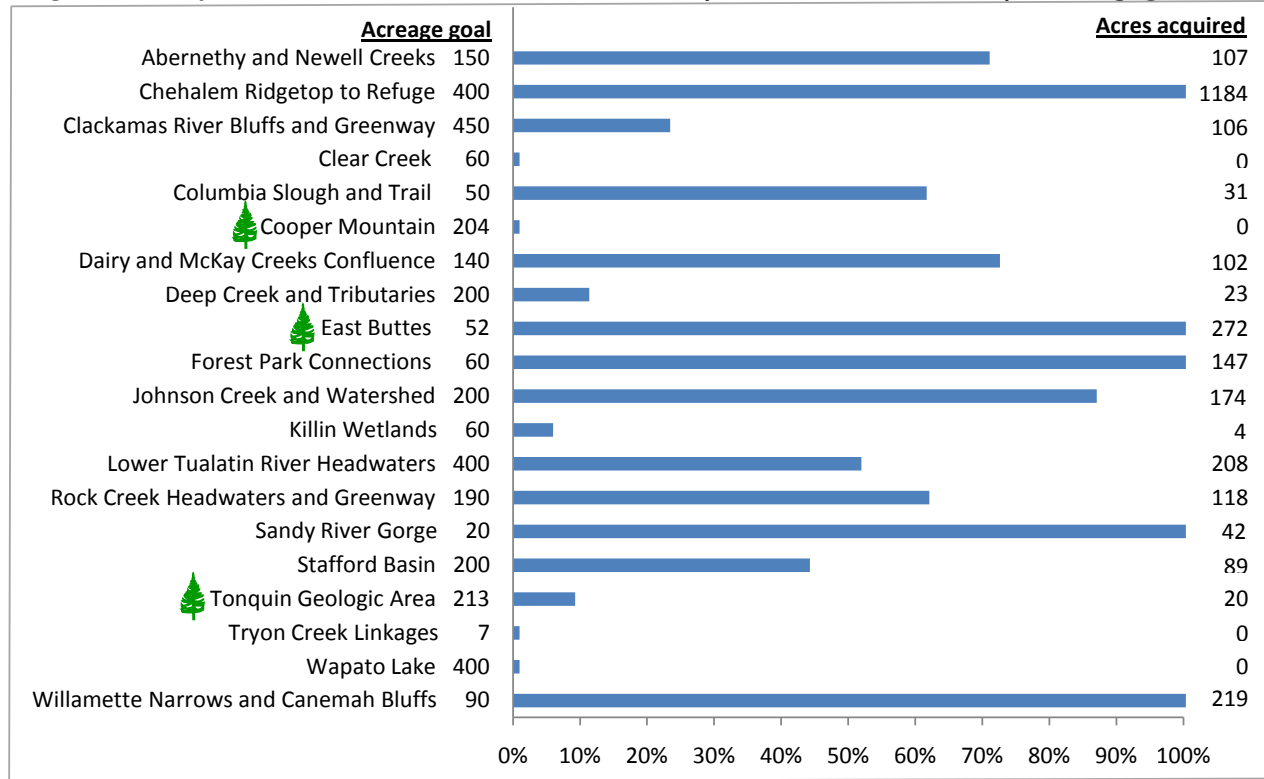 Acreage goal Acres acquired
Abernethy and Newell Creeks 150 107
Chehalem Ridgetop to Refuge 400 1184
Clackamas River Bluffs and Greenway 450 106
Clear Creek 60 0
Columbia Slough and Trail 50 31
Cooper Mountain 204 0
Dairy and McKay Creeks Confluence 140 102
Deep Creek and Tributaries 200 23
East Buttes 52 272
Forest Park Connections 60 147
Johnson Creek and Watershed 200 174
Killin Wetlands 60 4
Lower Tualatin River Headwaters 400 208
Rock Creek Headwaters and Greenway 190 118
Sandy River Gorge 20 42
Stafford Basin 200 89
Tonquin Geologic Area 213 20
Tryon Creek Linkages 7 0
Wapato Lake 400 0
Willamette Narrows and Canemah Bluffs 90 219
0% 10% 20% 30% 40% 50% 60% 70% 80% 90% 100%